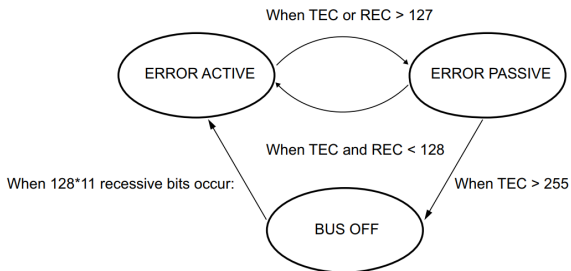 When TEC or REC > 127
ERROR ACTIVE
ERROR PASSIVE
When TEC and REC < 128
When 128*11 recessive bits occur:
When TEC > 255
BUS OFF